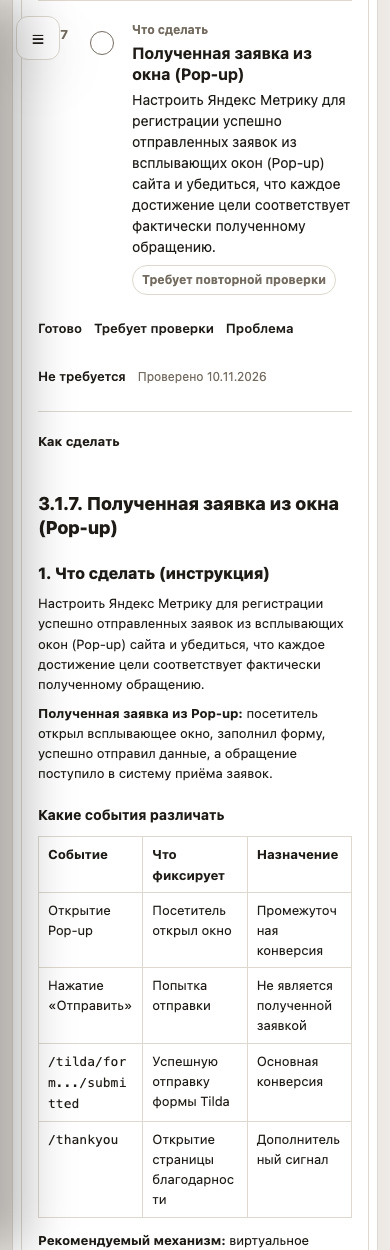 ☰
7
Что сделать
Полученная заявка из
окна (Pop-up)
Настроить Яндекс Метрику для
регистрации успешно
отправленных заявок из
всплывающих окон (Pop-up)
сайта и убедиться, что каждое
достижение цели соответствует
фактически полученному
обращению.
Требует повторной проверки
Готово Требует проверки Проблема
Не требуется Проверено 10.11.2026
Как сделать
3.1.7. Полученная заявка из окна
(Pop-up)
1. Что сделать (инструкция)
Настроить Яндекс Метрику для регистрации
успешно отправленных заявок из всплывающих
окон (Pop-up) сайта и убедиться, что каждое
достижение цели соответствует фактически
полученному обращению.
Полученная заявка из Pop-up: посетитель
открыл всплывающее окно, заполнил форму,
успешно отправил данные, а обращение
поступило в систему приёма заявок.
Какие события различать
Событие
Что
фиксирует
Назначение
Открытие
Pop-up
Посетитель
открыл окно
Промежуточ
ная
конверсия
Нажатие
«Отправить»
Попытка
отправки
Не является
полученной
заявкой
/tilda/for
m.../submi
tted
Успешную
отправку
формы Tilda
Основная
конверсия
/thankyou
Открытие
страницы
благодарнос
ти
Дополнитель
ный сигнал
Рекомендуемый механизм: виртуальное